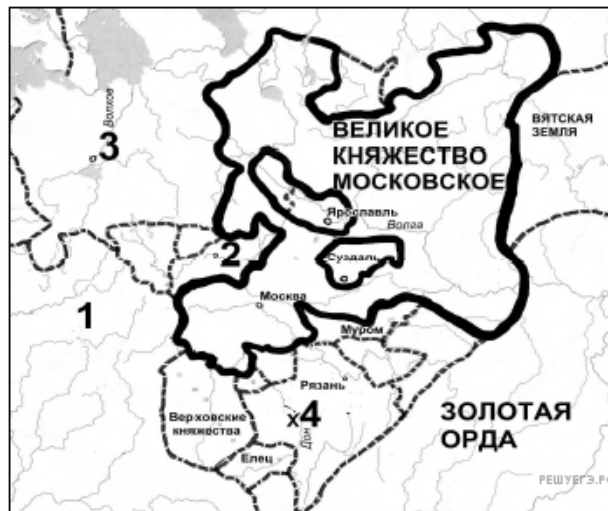 Волхов
3
ВЕЛИКОЕ
КНЯЖЕСТВО
МОСКОВСКОЕ
ВЯТСКАЯ
ЗЕМЛЯ
Ярославль
Волга
2
Суздаль
1
Москва
Муром
Рязань
х4
Дон
Верховские
княжества
Елец
ЗОЛОТАЯ
ОРДА
РЕШУЕГЭ.РФ